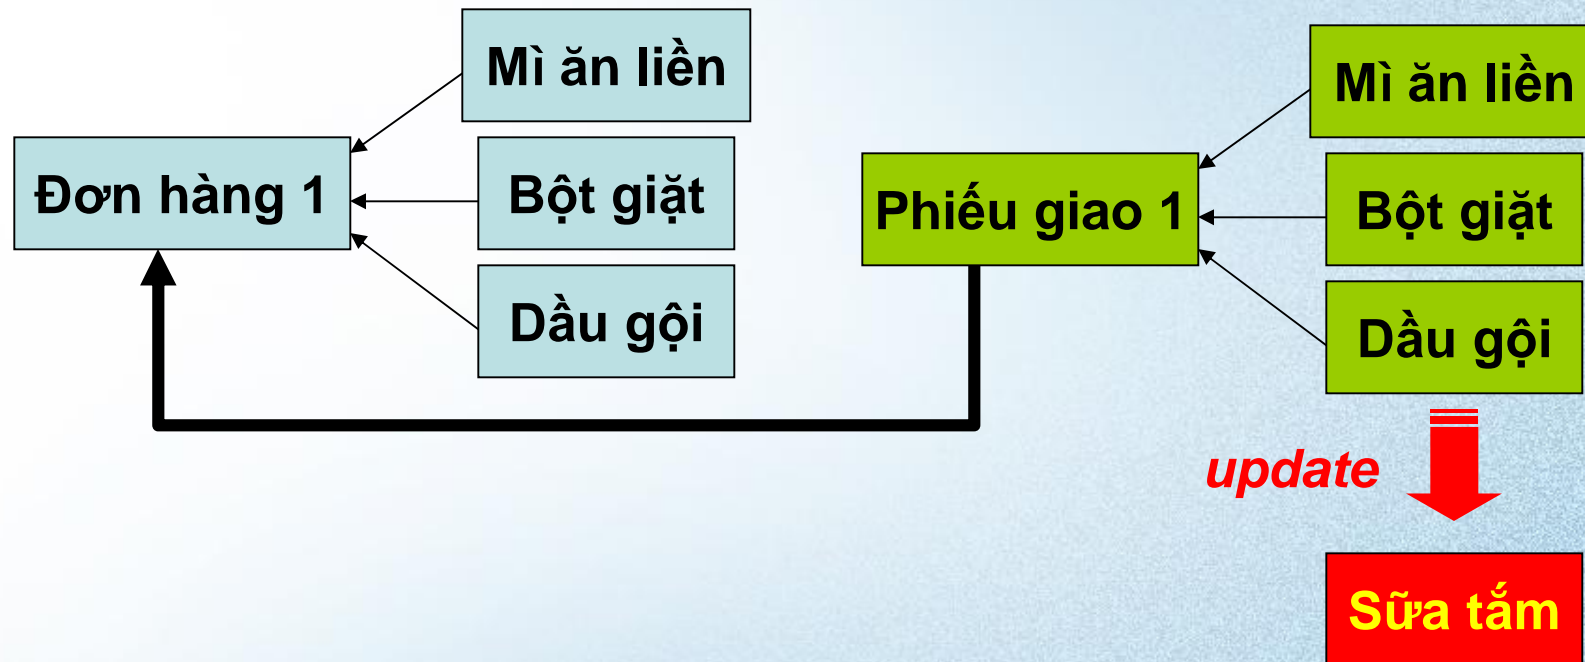 Mì ăn liền
Đơn hàng 1
Bột giặt
Dầu gội
Mì ăn liền
Phiếu giao 1
Bột giặt
Dầu gội
update
Sữa tắm